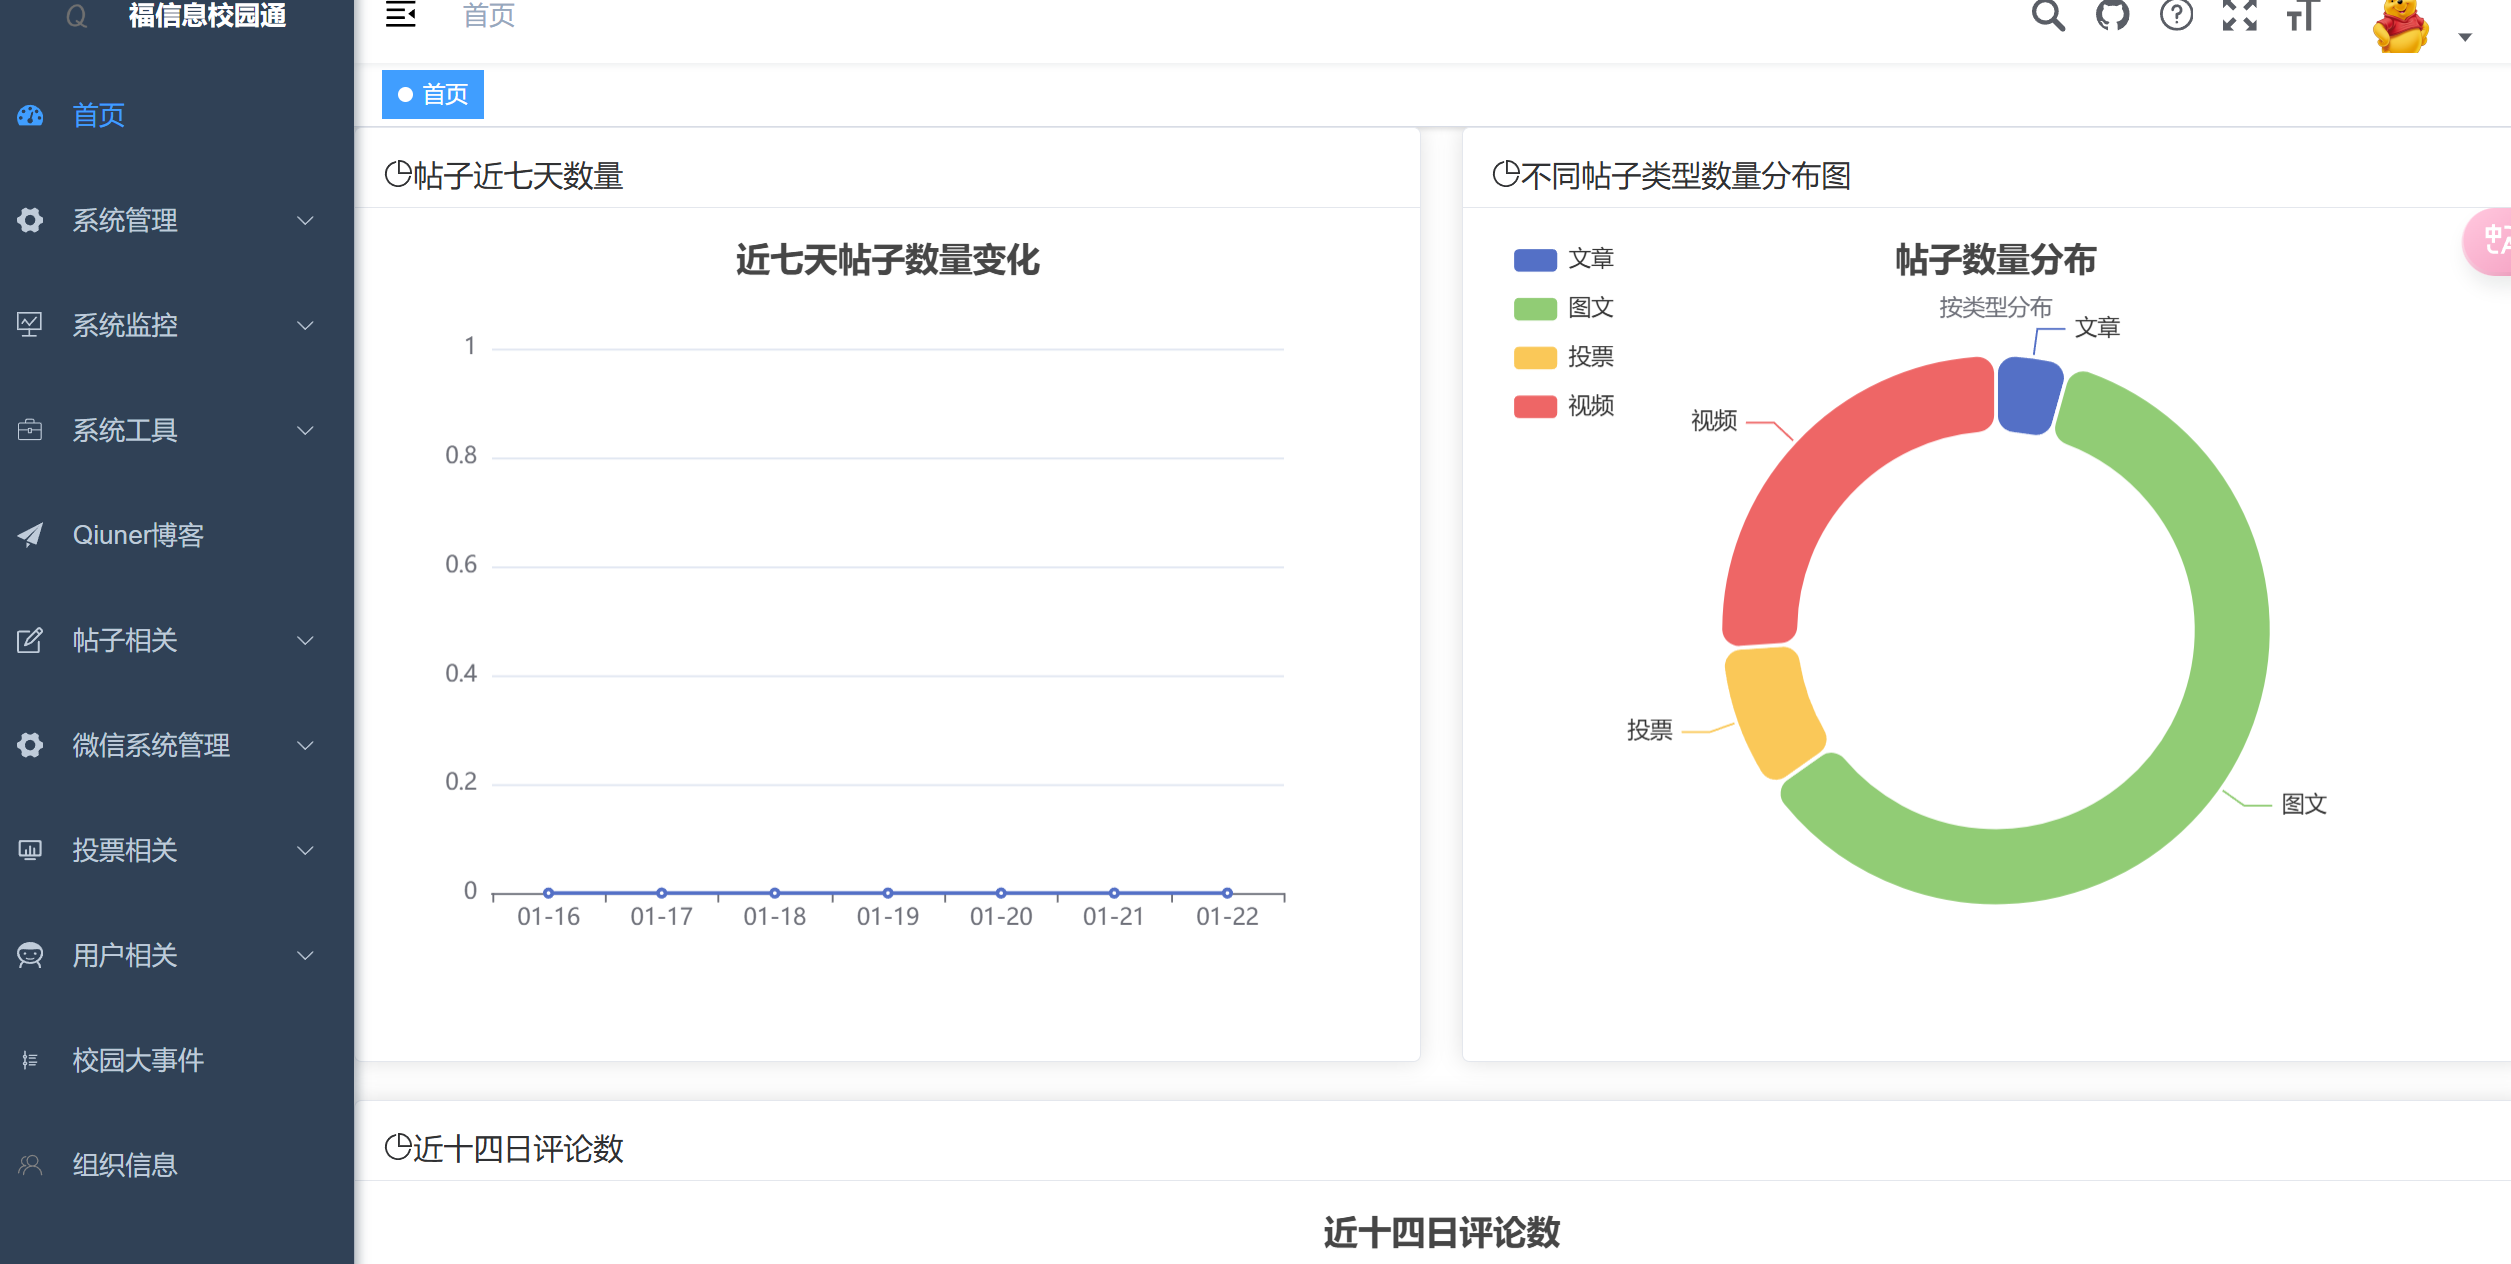 福信息校园通
首页
系统管理
系统监控
系统工具
Qiuner博客
帖子相关
微信系统管理
投票相关
用户相关
校园大事件
组织信息
首页
首页
帖子近七天数量
近七天帖子数量变化
1
0.8
0.6
0.4
0.2
0
01-16 01-17 01-18 01-19 01-20 01-21 01-22
不同帖子类型数量分布图
文章
图文
投票
视频
帖子数量分布
按类型分布
文章
视频
投票
图文
近十四日评论数
近十四日评论数